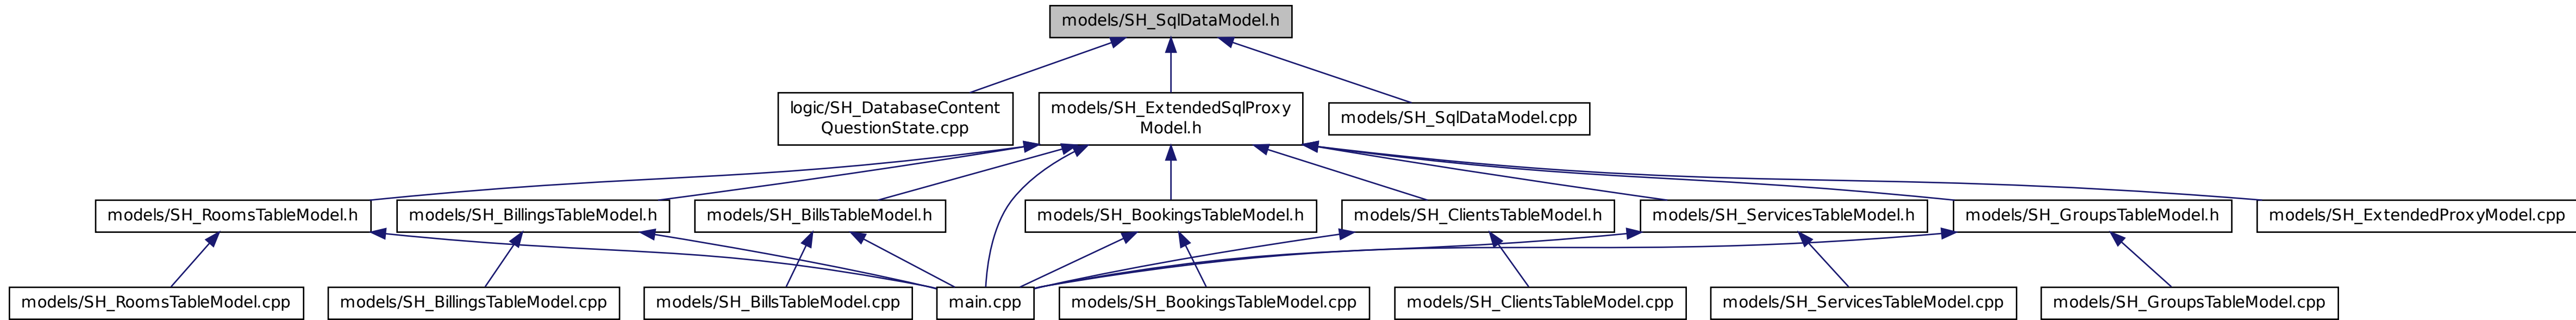 models/SH_SqlDataModel.h
logic/SH_DatabaseContent
QuestionState.cpp
models/SH_ExtendedSqlProxy
Model.h
models/SH_SqlDataModel.cpp
models/SH_RoomsTableModel.h
models/SH_BillingsTableModel.h
models/SH_BillsTableModel.h
models/SH_BookingsTableModel.h
models/SH_ClientsTableModel.h
models/SH_ServicesTableModel.h
models/SH_GroupsTableModel.h
models/SH_ExtendedProxyModel.cpp
models/SH_RoomsTableModel.cpp
models/SH_BillingsTableModel.cpp
models/SH_BillsTableModel.cpp
main.cpp
models/SH_BookingsTableModel.cpp
models/SH_ClientsTableModel.cpp
models/SH_ServicesTableModel.cpp
models/SH_GroupsTableModel.cpp